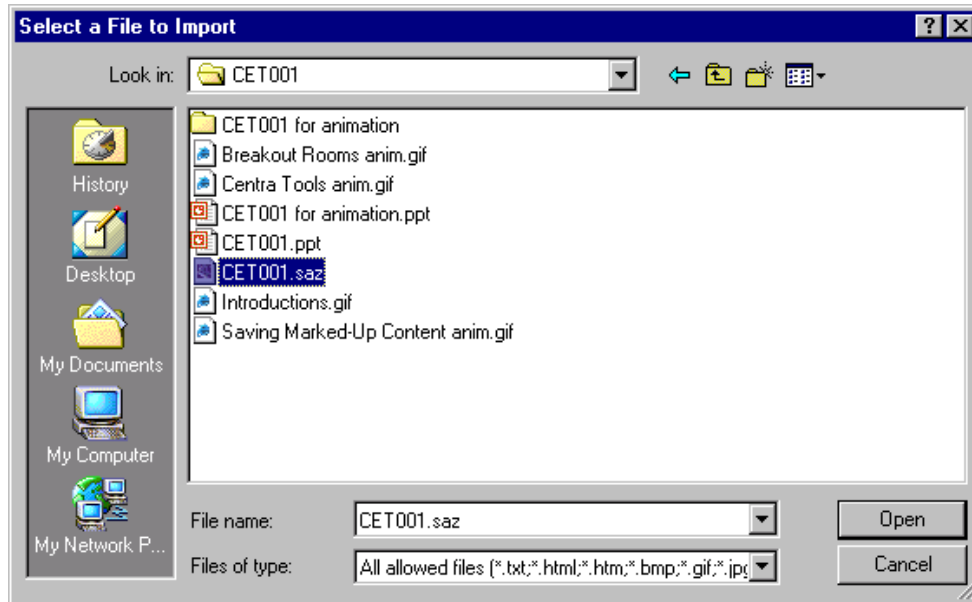 Select a File to Import
Look in: CET001
History
Desktop
My Documents
My Computer
My Network P...
CET001 for animation
Breakout Rooms anim.gif
Centra Tools anim.gif
CET001 for animation.ppt
CET001.ppt
CET001.saz
Introductions.gif
Saving Marked-Up Content anim.gif
File name: CET001.saz Open
Files of type: All allowed files (*.txt;*.html;*.htm;*.bmp;*.gif;*.jpg Cancel